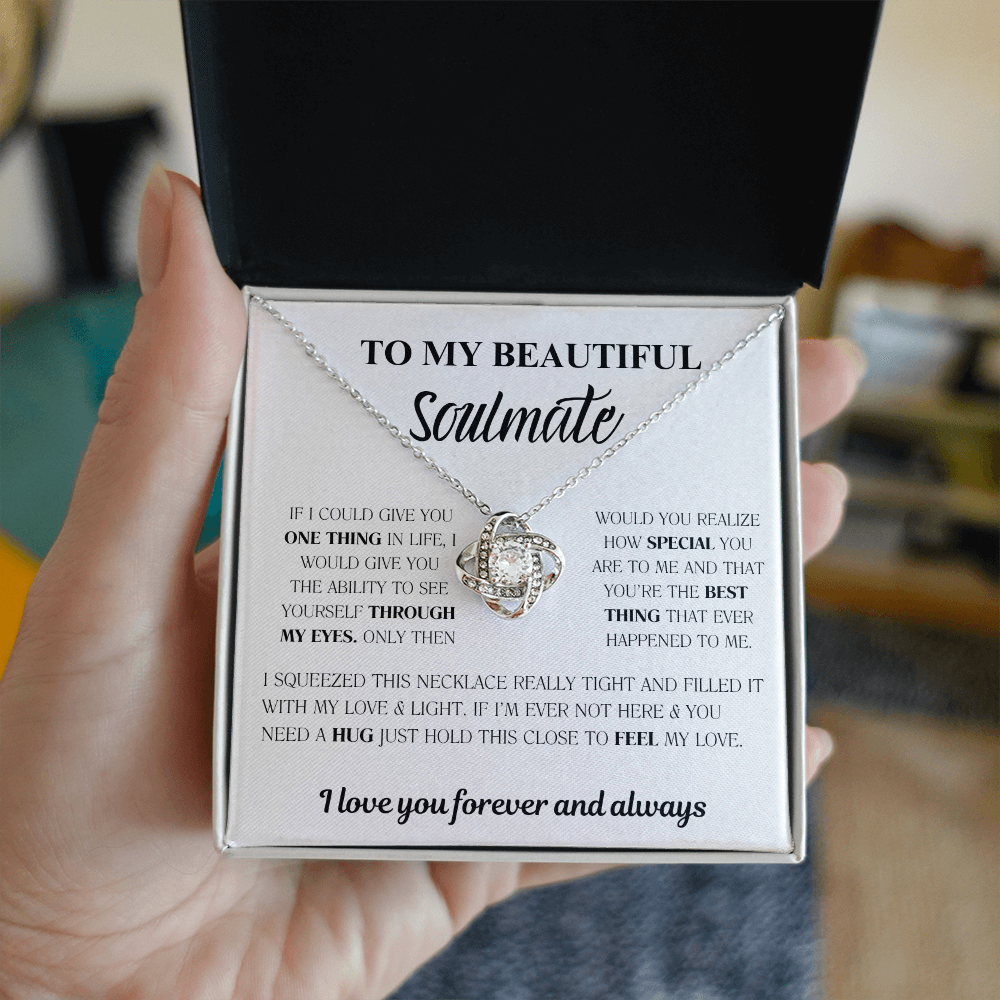 TO MY BEAUTIFUL
Soulmate
IF I COULD GIVE YOU
ONE THING IN LIFE, I
WOULD GIVE YOU
THE ABILITY TO SEE
YOURSELF THROUGH
MY EYES. ONLY THEN
WOULD YOU REALIZE
HOW SPECIAL YOU
ARE TO ME AND THAT
YOU'RE THE BEST
THING THAT EVER
HAPPENED TO ME.
I SQUEEZED THIS NECKLACE REALLY TIGHT AND FILLED IT
WITH MY LOVE & LIGHT. IF I'M EVER NOT HERE & YOU
NEED A HUG JUST HOLD THIS CLOSE TO FEEL MY LOVE.
I love you forever and always